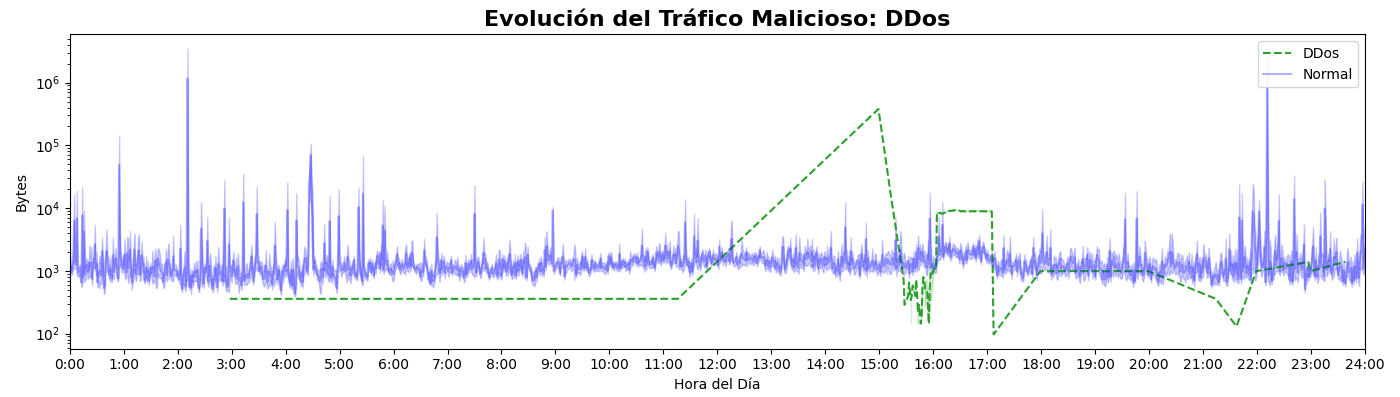 Evolución del Tráfico Malicioso: DDos
DDos
Normal
Bytes
10^6
10^5
10^4
10^3
10^2
0:00 1:00 2:00 3:00 4:00 5:00 6:00 7:00 8:00 9:00 10:00 11:00 12:00 13:00 14:00 15:00 16:00 17:00 18:00 19:00 20:00 21:00 22:00 23:00 24:00
Hora del Día